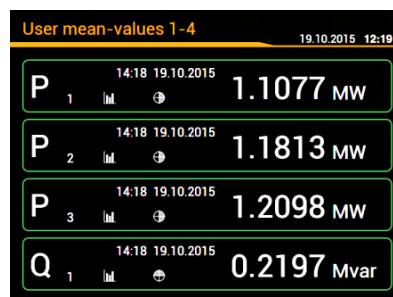 User mean-values 1-4
19.10.2015 12:19
14:18 19.10.2015
P 1 1.1077 MW
14:18 19.10.2015
P 2 1.1813 MW
14:18 19.10.2015
P 3 1.2098 MW
14:18 19.10.2015
Q 1 0.2197 Mvar